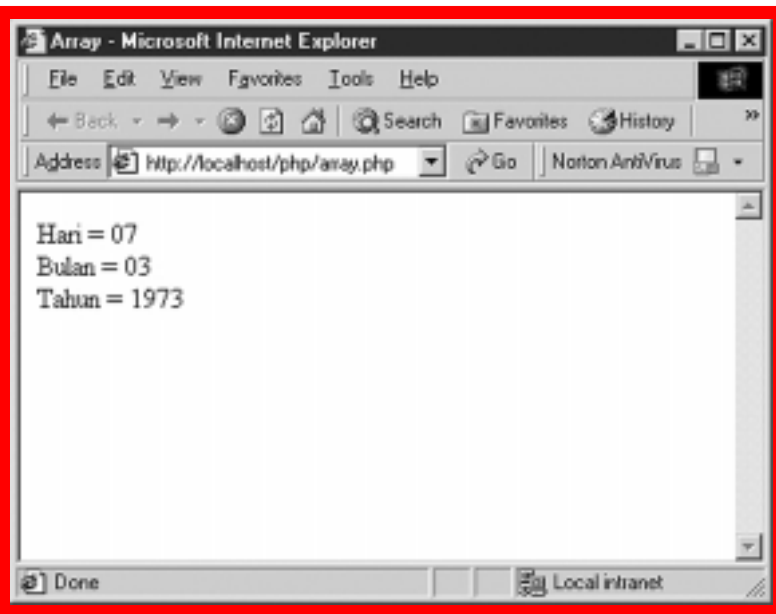 Array - Microsoft Internet Explorer
File Edit View Favorites Tools Help
Back Search Favorites History »
Address http://localhost/php/array.php Go Norton AntiVirus
Hari = 07
Bulan = 03
Tahun = 1973
Done Local intranet